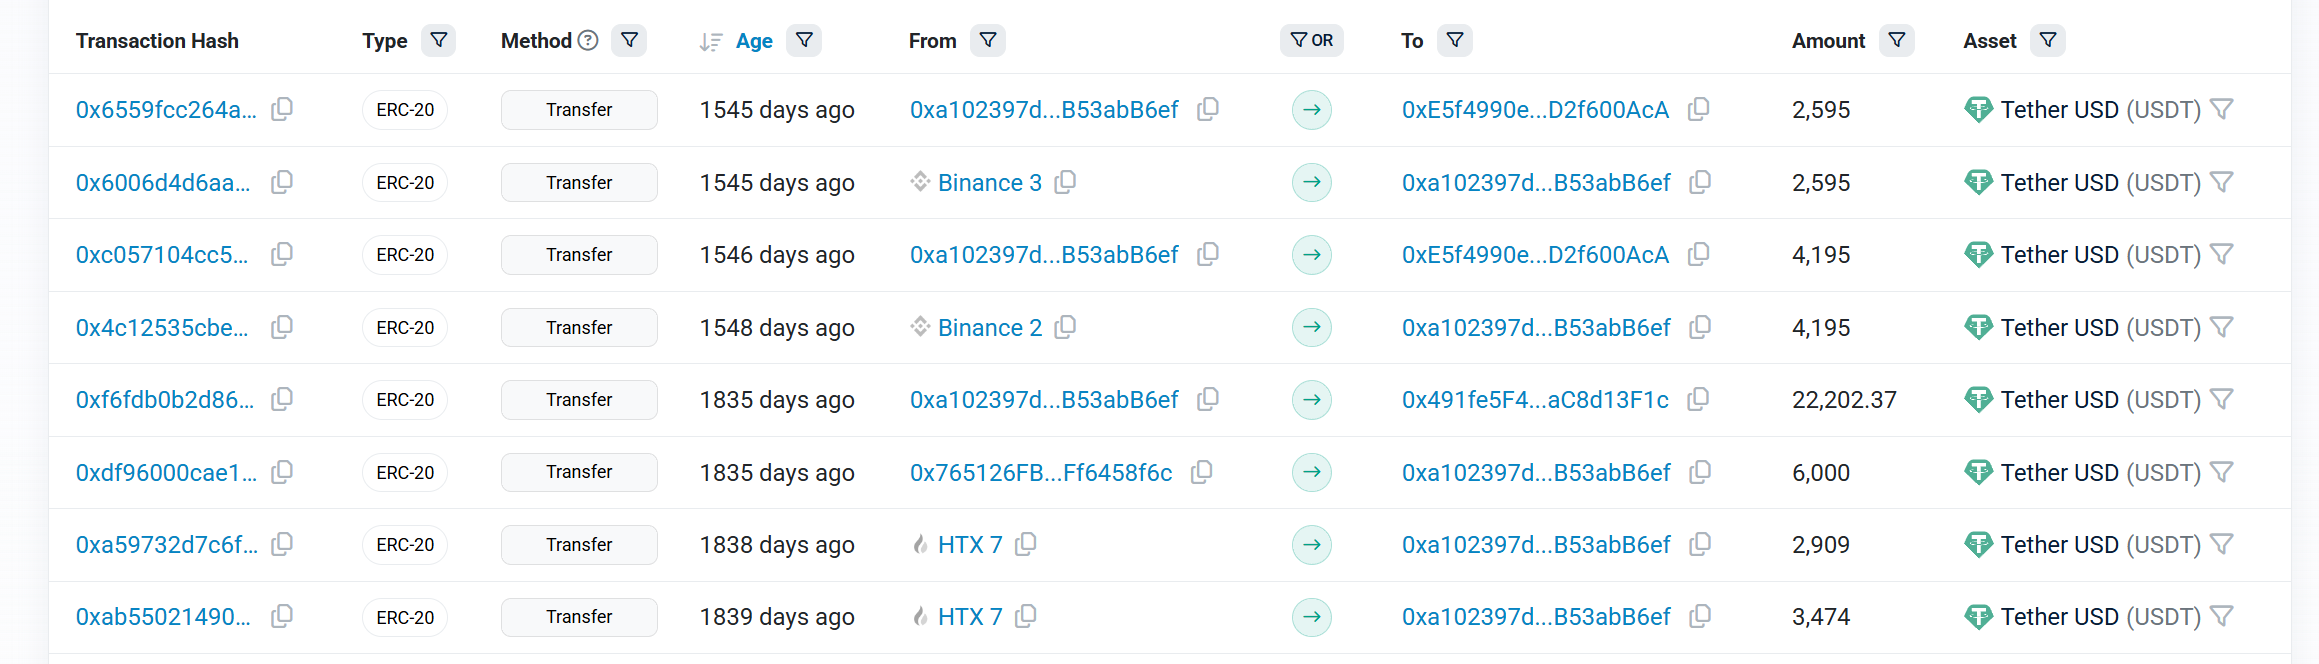 Transaction Hash Type Method ? Age From OR To Amount Asset
0x6559fcc264a... ERC-20 Transfer 1545 days ago 0xa102397d...B53abB6ef 0xE5f4990e...D2f600AcA 2,595 Tether USD (USDT)
0x6006d4d6aa... ERC-20 Transfer 1545 days ago Binance 3 0xa102397d...B53abB6ef 2,595 Tether USD (USDT)
0xc057104cc5... ERC-20 Transfer 1546 days ago 0xa102397d...B53abB6ef 0xE5f4990e...D2f600AcA 4,195 Tether USD (USDT)
0x4c12535cbe... ERC-20 Transfer 1548 days ago Binance 2 0xa102397d...B53abB6ef 4,195 Tether USD (USDT)
0xf6fdb0b2d86... ERC-20 Transfer 1835 days ago 0xa102397d...B53abB6ef 0x491fe5F4...aC8d13F1c 22,202.37 Tether USD (USDT)
0xdf96000cae1... ERC-20 Transfer 1835 days ago 0x765126FB...Ff6458f6c 0xa102397d...B53abB6ef 6,000 Tether USD (USDT)
0xa59732d7c6f... ERC-20 Transfer 1838 days ago HTX 7 0xa102397d...B53abB6ef 2,909 Tether USD (USDT)
0xab55021490... ERC-20 Transfer 1839 days ago HTX 7 0xa102397d...B53abB6ef 3,474 Tether USD (USDT)